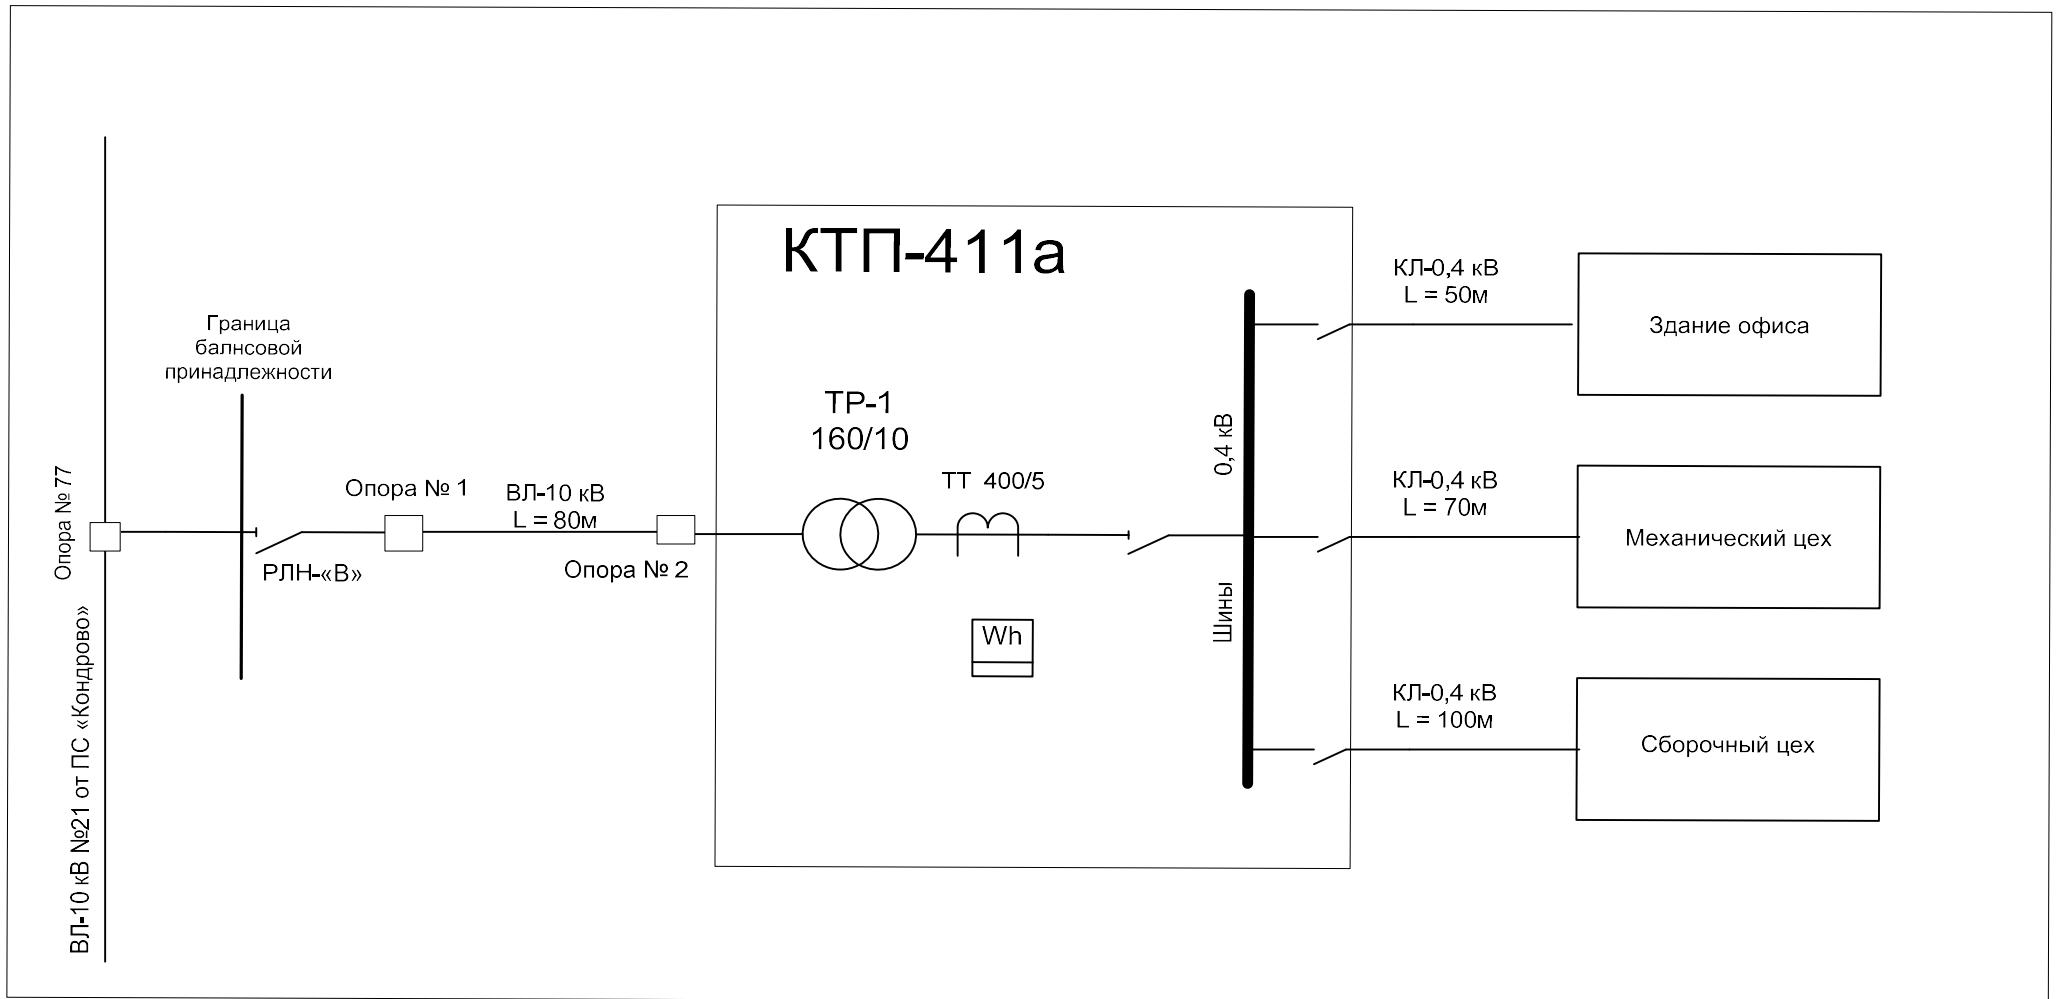 КТП-411а
Граница
балнсовой
принадлежности
Опора № 77
ВЛ-10 кВ №21 от ПС «Кондрово»
РЛН-«В»
Опора № 1
ВЛ-10 кВ
L = 80м
Опора № 2
ТР-1
160/10
ТТ 400/5
Wh
0,4 кВ
Шины
КЛ-0,4 кВ
L = 50м
Здание офиса
КЛ-0,4 кВ
L = 70м
Механический цех
КЛ-0,4 кВ
L = 100м
Сборочный цех